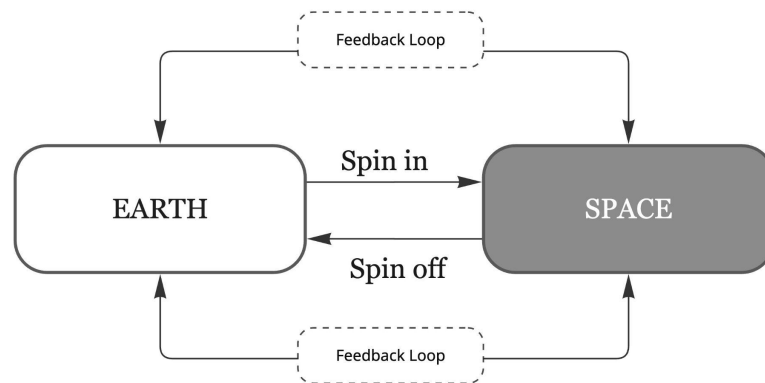 Feedback Loop
Spin in
EARTH
SPACE
Spin off
Feedback Loop